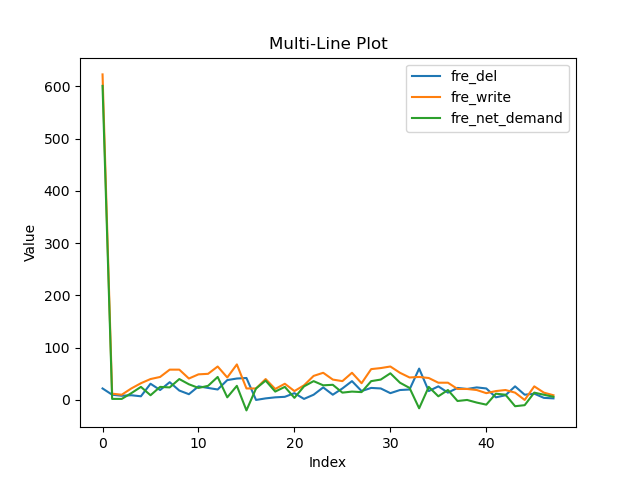 Multi-Line Plot
fre_del
fre_write
fre_net_demand
Value
600
500
400
300
200
100
0
0 10 20 30 40
Index